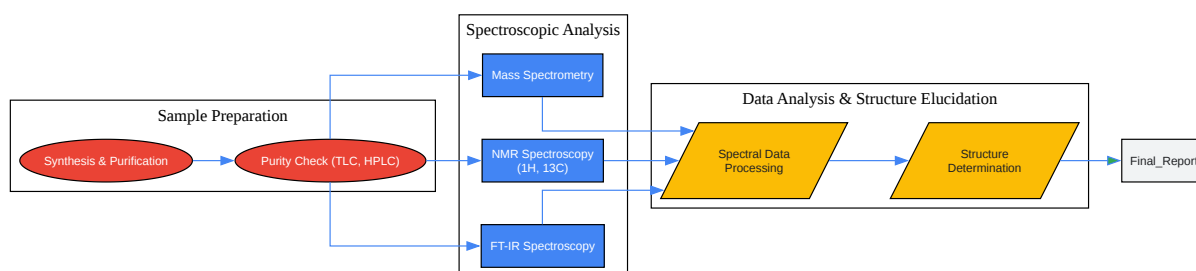 Spectroscopic Analysis
Mass Spectrometry
Data Analysis & Structure Elucidation
Sample Preparation
Synthesis & Purification
Purity Check (TLC, HPLC)
NMR Spectroscopy
(1H, 13C)
Spectral Data
Processing
Structure
Determination
Final_Report
FT-IR Spectroscopy